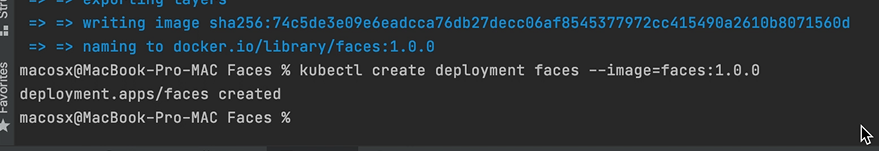 => => exporting layers
=> => writing image sha256:74c5de3e09e6eadcca76db27decc06af8545377972cc415490a2610b8071560d
=> => naming to docker.io/library/faces:1.0.0
macosx@MacBook-Pro-MAC Faces % kubectl create deployment faces --image=faces:1.0.0
deployment.apps/faces created
macosx@MacBook-Pro-MAC Faces %
Favorites